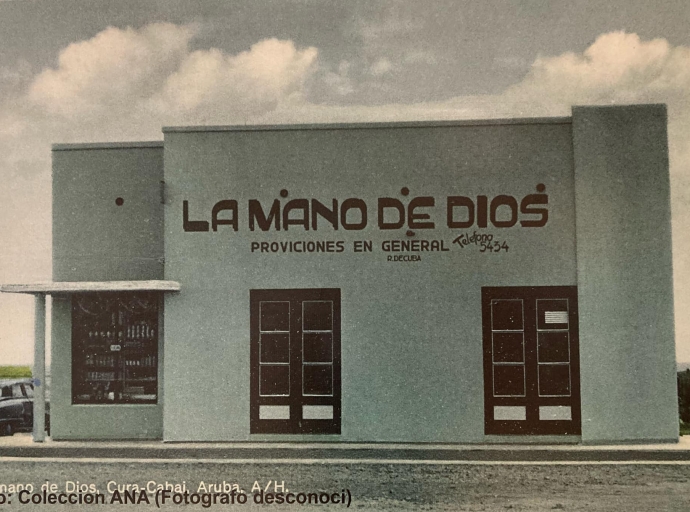 LA MANO DE DIOS
PROVICIONES EN GENERAL Telefono 5434
R.DECUBA
mano de Dios, Cura-Cabai, Aruba, A/H.
o: Coleccion ANA (Fotografo desconoci)